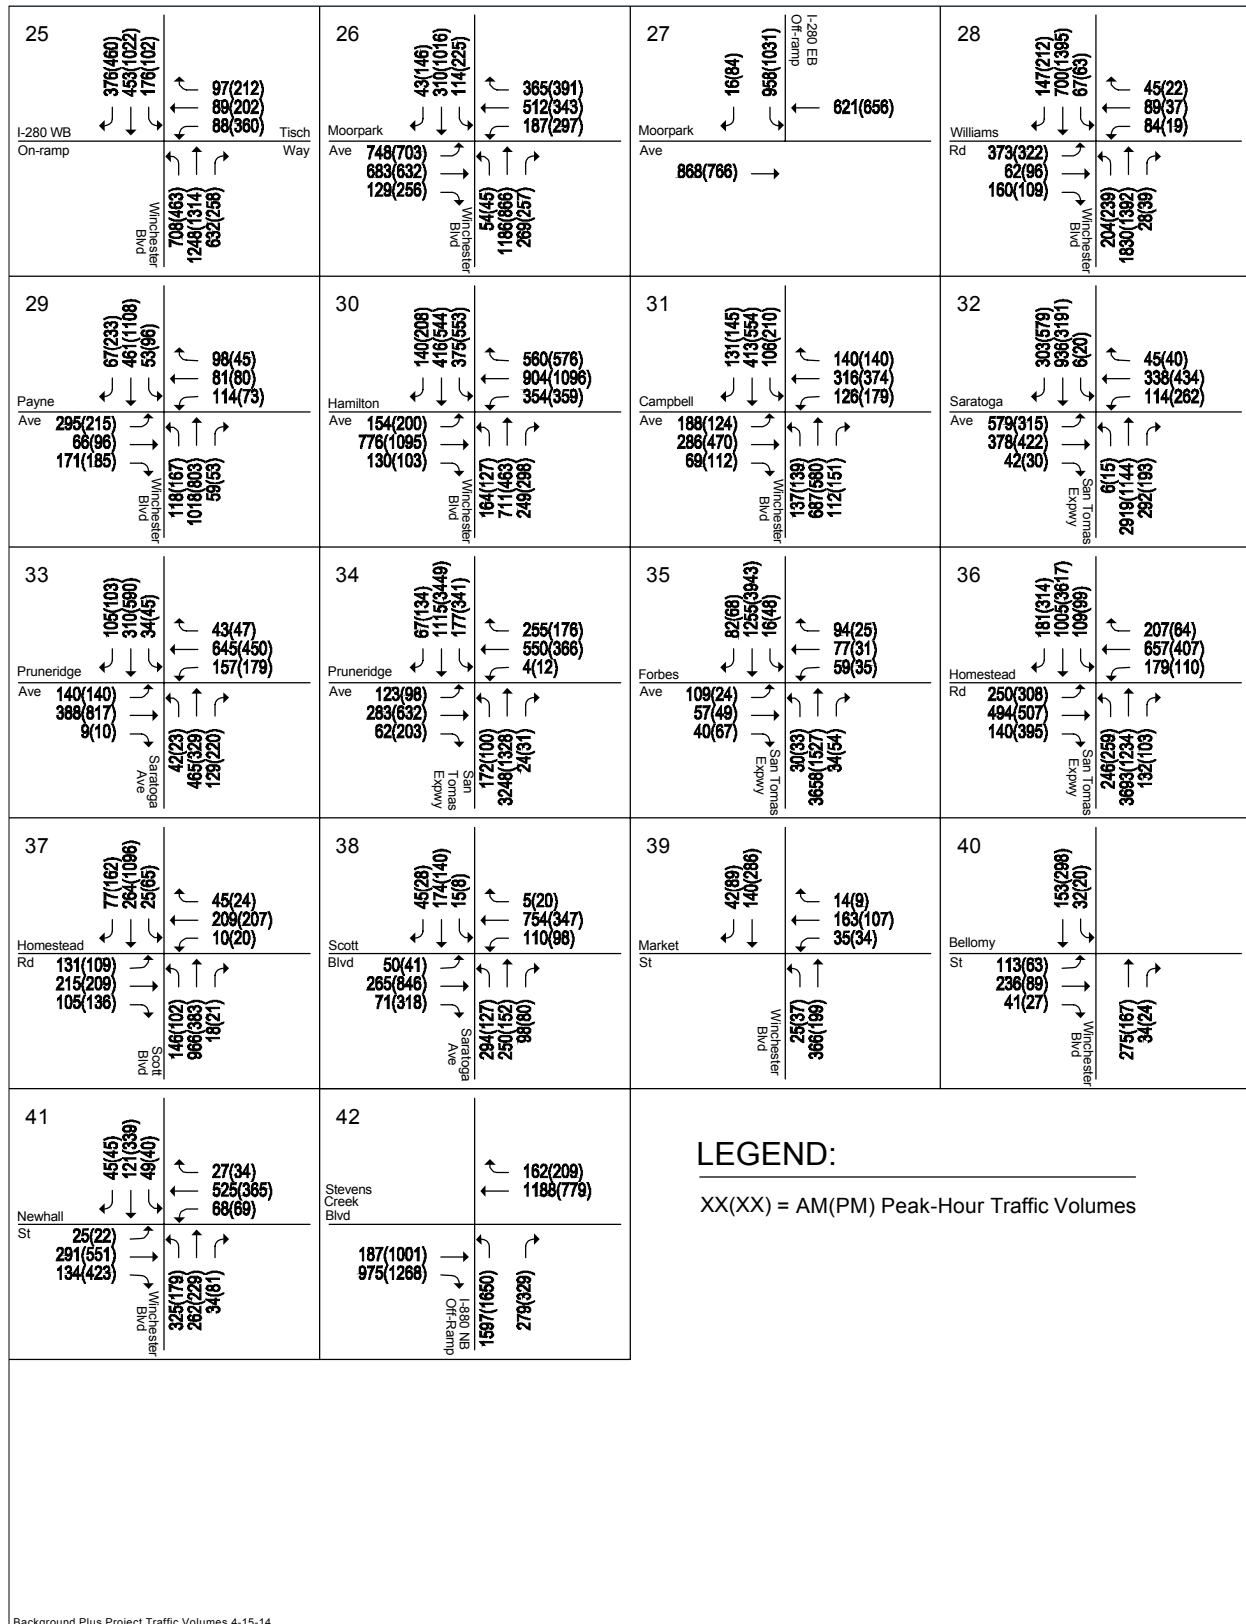 25
376(460)
453(1022)
176(102)
97(212)
89(202)
88(360)
I-280 WB
On-ramp
Tisch
Way
Winchester
Blvd
708(463)
1248(1314)
632(258)
26
43(146)
310(1016)
114(225)
365(391)
512(343)
187(297)
Moorpark
Ave
748(703)
683(632)
129(256)
Winchester
Blvd
54(45)
1186(866)
269(257)
27
16(84)
958(1031)
I-280 EB
Off-ramp
621(656)
Moorpark
Ave
868(766)
28
147(212)
700(1395)
67(63)
45(22)
89(37)
84(19)
Williams
Rd
373(322)
62(96)
160(109)
Winchester
Blvd
204(239)
1830(1392)
28(39)
29
67(233)
461(1108)
53(96)
98(45)
81(80)
114(73)
Payne
Ave
295(215)
66(96)
171(185)
Winchester
Blvd
118(167)
1018(803)
59(53)
30
140(208)
416(544)
375(553)
560(576)
904(1096)
354(359)
Hamilton
Ave
154(200)
776(1095)
130(103)
Winchester
Blvd
164(127)
711(463)
249(298)
31
131(145)
413(554)
106(210)
140(140)
316(374)
126(179)
Campbell
Ave
188(124)
286(470)
69(112)
Winchester
Blvd
137(139)
687(580)
112(151)
32
303(579)
936(3191)
6(20)
45(40)
338(434)
114(262)
Saratoga
Ave
579(315)
378(422)
42(30)
San Tomas
Expwy
6(15)
2919(1144)
292(193)
33
105(103)
310(590)
34(45)
43(47)
645(450)
157(179)
Pruneridge
Ave
140(140)
388(817)
9(10)
Saratoga
Ave
42(23)
465(329)
129(220)
34
67(134)
1115(3449)
177(341)
255(176)
550(366)
4(12)
Pruneridge
Ave
123(98)
283(632)
62(203)
San
Tomas
Expwy
172(100)
3248(1328)
24(31)
35
82(68)
1255(3943)
16(48)
94(25)
77(31)
59(35)
Forbes
Ave
109(24)
57(49)
40(67)
San Tomas
Expwy
30(33)
3658(1527)
34(54)
36
181(314)
1005(3617)
109(99)
207(64)
657(407)
179(110)
Homestead
Rd
250(308)
494(507)
140(395)
San Tomas
Expwy
246(259)
3693(1234)
132(103)
37
77(162)
264(1096)
25(65)
45(24)
209(207)
10(20)
Homestead
Rd
131(109)
215(209)
105(136)
Scott
Blvd
146(102)
966(383)
18(21)
38
45(28)
174(140)
15(8)
5(20)
754(347)
110(98)
Scott
Blvd
50(41)
265(846)
71(318)
Saratoga
Ave
294(127)
250(152)
98(80)
39
42(89)
140(286)
14(9)
163(107)
35(34)
Market
St
Winchester
Blvd
25(37)
366(199)
40
153(298)
32(20)
Bellomy
St
113(63)
236(89)
41(27)
Winchester
Blvd
275(167)
34(24)
41
45(45)
121(339)
49(40)
27(34)
525(365)
68(69)
Newhall
St
25(22)
291(551)
134(423)
Winchester
Blvd
325(179)
262(229)
34(81)
42
162(209)
1188(779)
Stevens
Creek
Blvd
187(1001)
975(1268)
I-880 NB
Off-Ramp
1597(1650)
279(329)
LEGEND:
XX(XX) = AM(PM) Peak-Hour Traffic Volumes
Background Plus Project Traffic Volumes 4-15-14